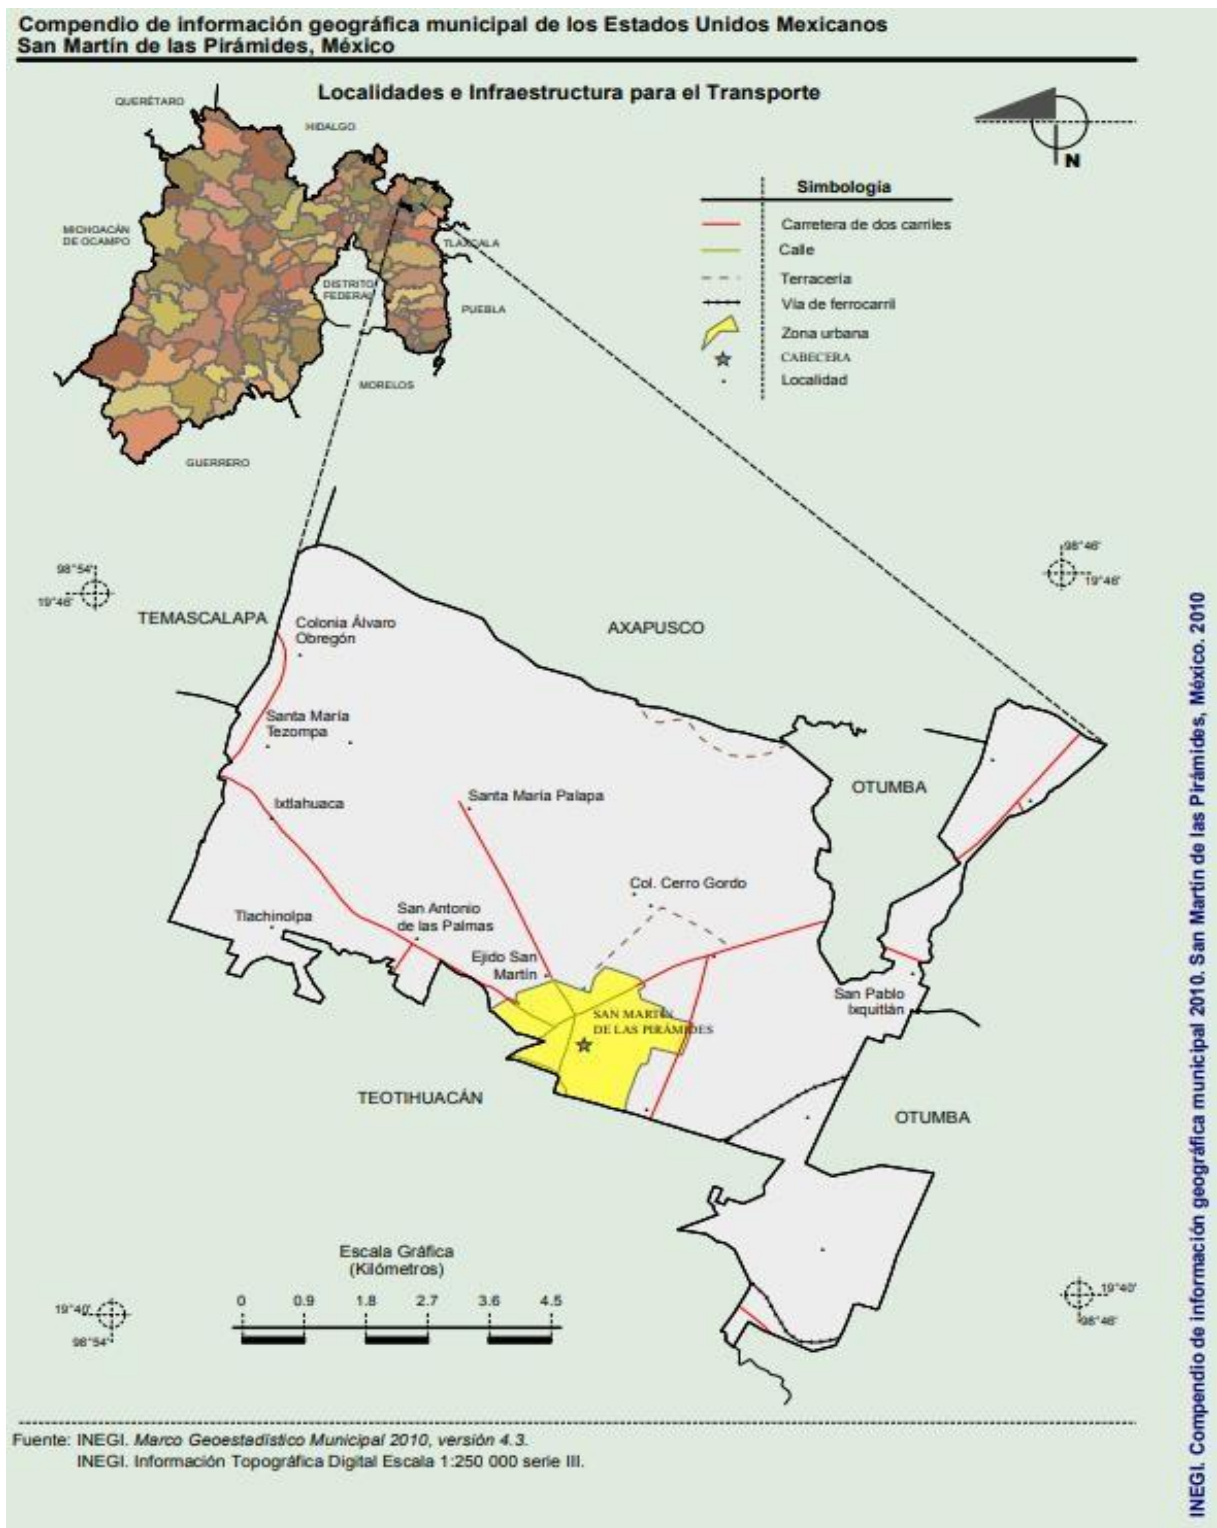 Compendio de información geográfica municipal de los Estados Unidos Mexicanos
San Martín de las Pirámides, México
Localidades e Infraestructura para el Transporte
QUERÉTARO
HIDALGO
MICHOACÁN
DE OCAMPO
TLAXCALA
DISTRITO
FEDERAL
PUEBLA
MORELOS
GUERRERO
N
Simbología
Carretera de dos carriles
Calle
Terracería
Vía de ferrocarril
Zona urbana
CABECERA
Localidad
98°54'
19°46'
98°46'
19°46'
TEMASCALAPA
Colonia Álvaro
Obregón
AXAPUSCO
Santa María
Tezompa
OTUMBA
Ixtlahuaca
Santa María Palapa
Col. Cerro Gordo
Tlachinolpa
San Antonio
de las Palmas
Ejido San
Martín
San Pablo
Ixquitlán
SAN MARTÍN
DE LAS PIRÁMIDES
TEOTIHUACÁN
OTUMBA
Escala Gráfica
(Kilómetros)
0 0.9 1.8 2.7 3.6 4.5
19°40'
98°54'
19°40'
98°46'
Fuente: INEGI. Marco Geoestadístico Municipal 2010, versión 4.3.
INEGI. Información Topográfica Digital Escala 1:250 000 serie III.
INEGI. Compendio de información geográfica municipal 2010. San Martín de las Pirámides, México. 2010